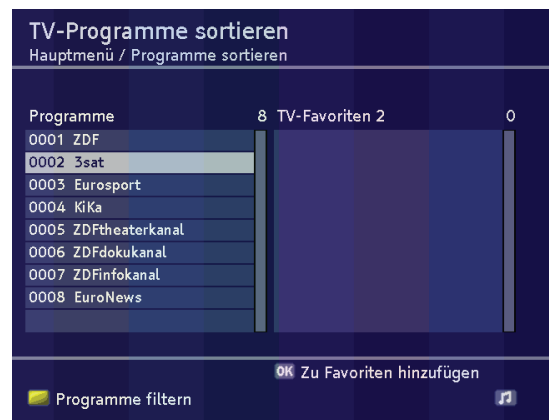 TV-Programme sortieren
Hauptmenü / Programme sortieren
Programme 8 TV-Favoriten 2 0
0001 ZDF
0002 3sat
0003 Eurosport
0004 KiKa
0005 ZDFtheaterkanal
0006 ZDFdokukanal
0007 ZDFinfokanal
0008 EuroNews
OK Zu Favoriten hinzufügen
Programme filtern